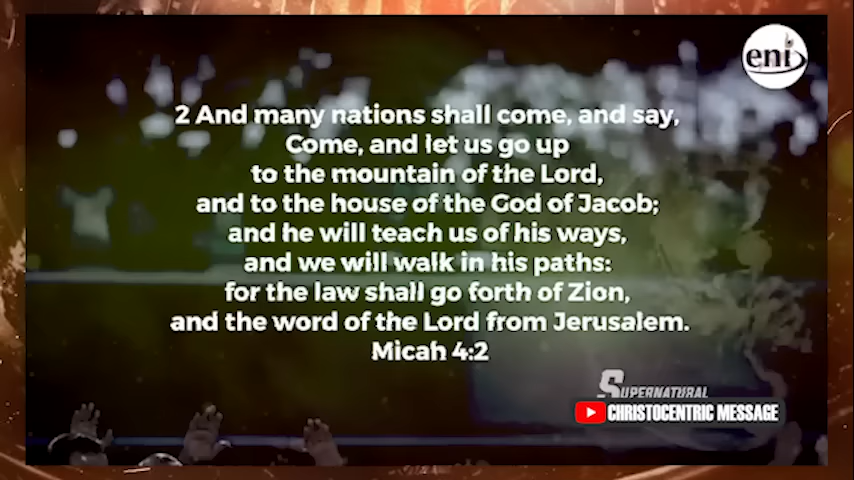 eni
2 And many nations shall come, and say,
Come, and let us go up
to the mountain of the Lord,
and to the house of the God of Jacob;
and he will teach us of his ways,
and we will walk in his paths:
for the law shall go forth of Zion,
and the word of the Lord from Jerusalem.
Micah 4:2
SUPERNATURAL
CHRISTOCENTRIC MESSAGE